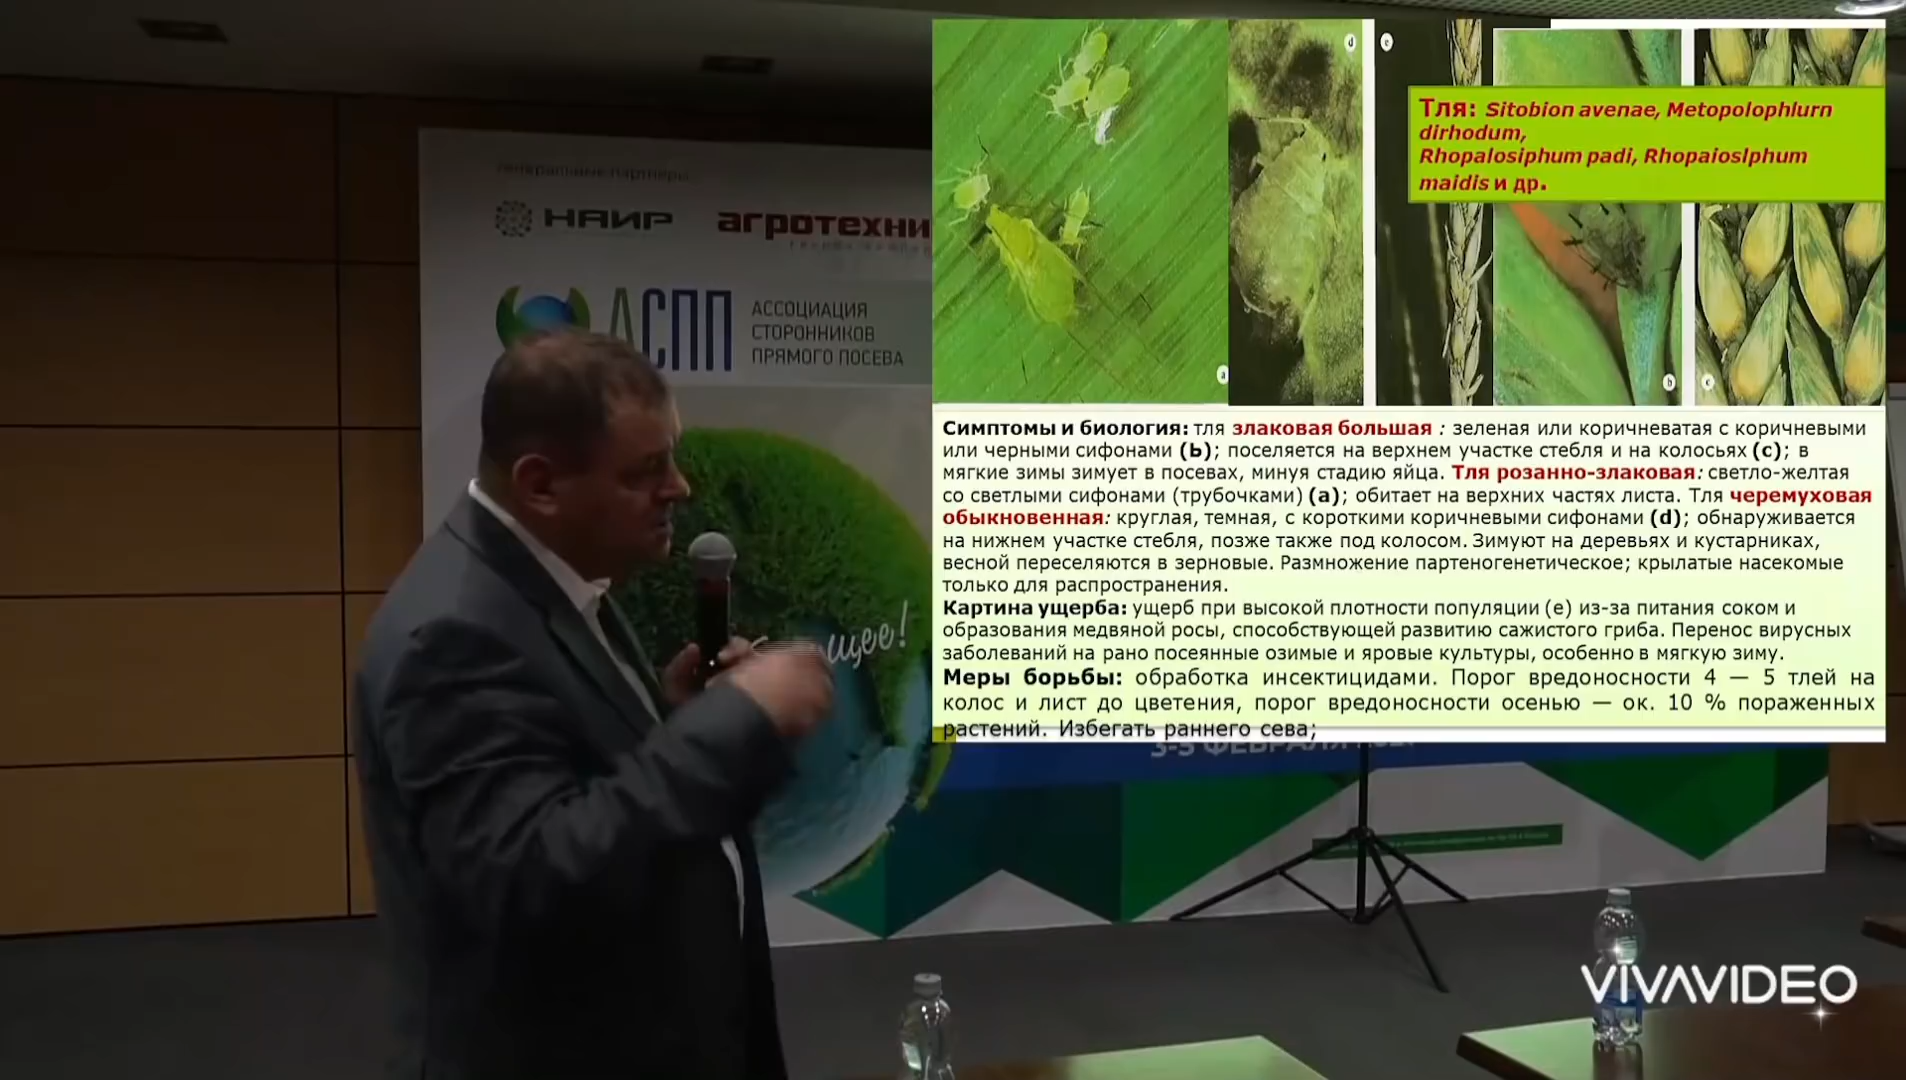 генеральные партнеры
НАИР
агротехни
АСПП
АССОЦИАЦИЯ
СТОРОННИКОВ
ПРЯМОГО ПОСЕВА
щее!
d
e
Тля: Sitobion avenae, Metopolophlurn
dirhodum,
Rhopalosiphum padi, Rhopaioslphum
maidis и др.
a
b
c
Симптомы и биология: тля злаковая большая : зеленая или коричневатая с коричневыми
или черными сифонами (b); поселяется на верхнем участке стебля и на колосьях (c); в
мягкие зимы зимует в посевах, минуя стадию яйца. Тля розанно-злаковая: светло-желтая
со светлыми сифонами (трубочками) (a); обитает на верхних частях листа. Тля черемуховая
обыкновенная: круглая, темная, с короткими коричневыми сифонами (d); обнаруживается
на нижнем участке стебля, позже также под колосом. Зимуют на деревьях и кустарниках,
весной переселяются в зерновые. Размножение партеногенетическое; крылатые насекомые
только для распространения.
Картина ущерба: ущерб при высокой плотности популяции (e) из-за питания соком и
образования медвяной росы, способствующей развитию сажистого гриба. Перенос вирусных
заболеваний на рано посеянные озимые и яровые культуры, особенно в мягкую зиму.
Меры борьбы: обработка инсектицидами. Порог вредоносности 4 — 5 тлей на
колос и лист до цветения, порог вредоносности осенью — ок. 10 % пораженных
растений. Избегать раннего сева;
3-5 ФЕВРАЛЯ
VIVAVIDEO